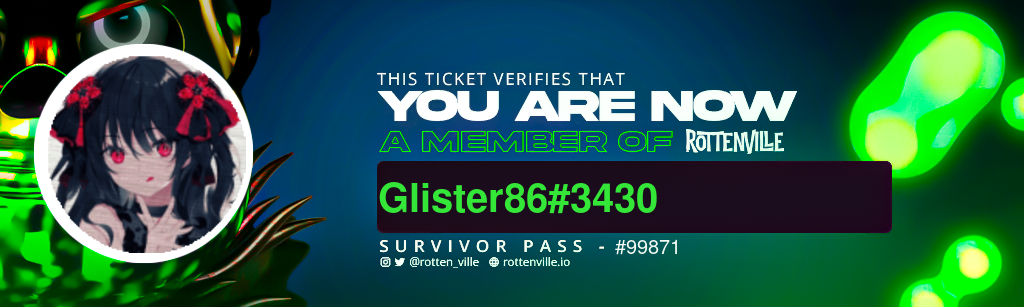 THIS TICKET VERIFIES THAT
YOU ARE NOW
A MEMBER OF ROTTENVILLE
Glister86#3430
SURVIVOR PASS - #99871
@rotten_ville rottenville.io